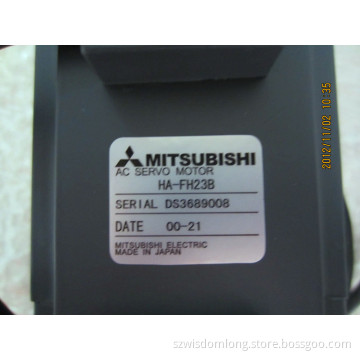 MITSUBISHI
AC SERVO MOTOR
HA-FH23B
SERIAL DS3689008
DATE 00-21
MITSUBISHI ELECTRIC
MADE IN JAPAN
2012/11/02 10:35
szwisdomlong.store.bossgoo.com